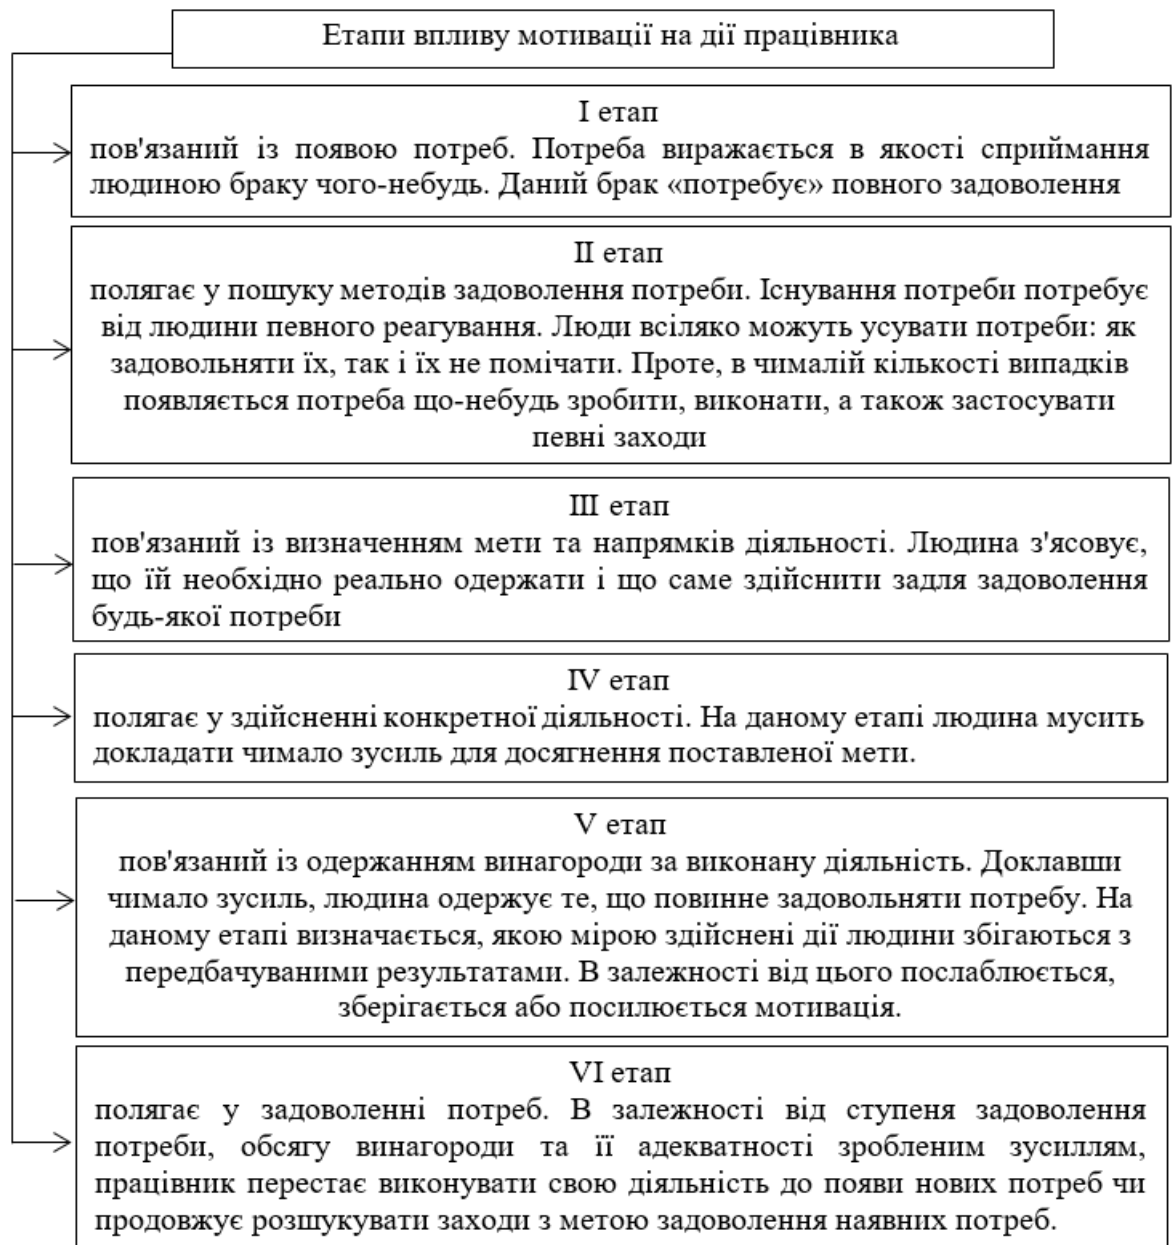 Етапи впливу мотивації на дії працівника
І етап
пов'язаний із появою потреб. Потреба виражається в якості сприймання
людиною браку чого-небудь. Даний брак «потребує» повного задоволення
ІІ етап
полягає у пошуку методів задоволення потреби. Існування потреби потребує
від людини певного реагування. Люди всіляко можуть усувати потреби: як
задовольняти їх, так і їх не помічати. Проте, в чималій кількості випадків
появляється потреба що-небудь зробити, виконати, а також застосувати
певні заходи
ІІІ етап
пов'язаний із визначенням мети та напрямків діяльності. Людина з'ясовує,
що їй необхідно реально одержати і що саме здійснити задля задоволення
будь-якої потреби
IV етап
полягає у здійсненні конкретної діяльності. На даному етапі людина мусить
докладати чимало зусиль для досягнення поставленої мети.
V етап
пов'язаний із одержанням винагороди за виконану діяльність. Доклавши
чимало зусиль, людина одержує те, що повинне задовольняти потребу. На
даному етапі визначається, якою мірою здійснені дії людини збігаються з
передбачуваними результатами. В залежності від цього послаблюється,
зберігається або посилюється мотивація.
VI етап
полягає у задоволенні потреб. В залежності від ступеня задоволення
потреби, обсягу винагороди та її адекватності зробленим зусиллям,
працівник перестає виконувати свою діяльність до появи нових потреб чи
продовжує розшукувати заходи з метою задоволення наявних потреб.